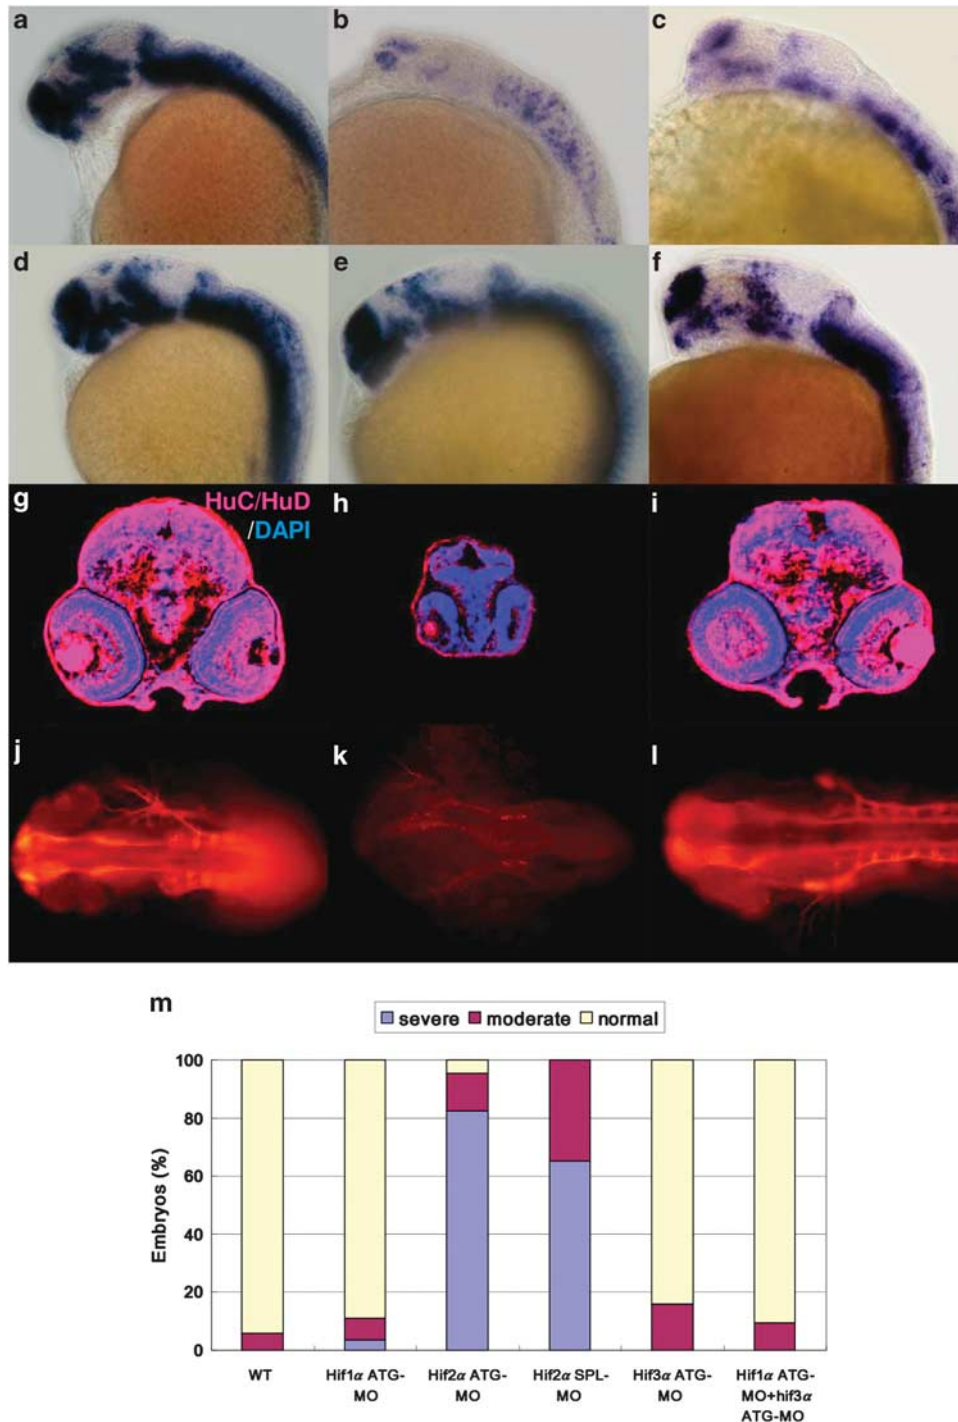 a
b
c
d
e
f
g
HuC/HuD
/DAPI
h
i
j
k
l
m
severe
moderate
normal
100
80
60
40
20
0
Embryos (%)
WT
Hif1α ATG-
MO
Hif2α ATG-
MO
Hif2α SPL-
MO
Hif3α ATG-
MO
Hif1α ATG-
MO+hif3α
ATG-MO